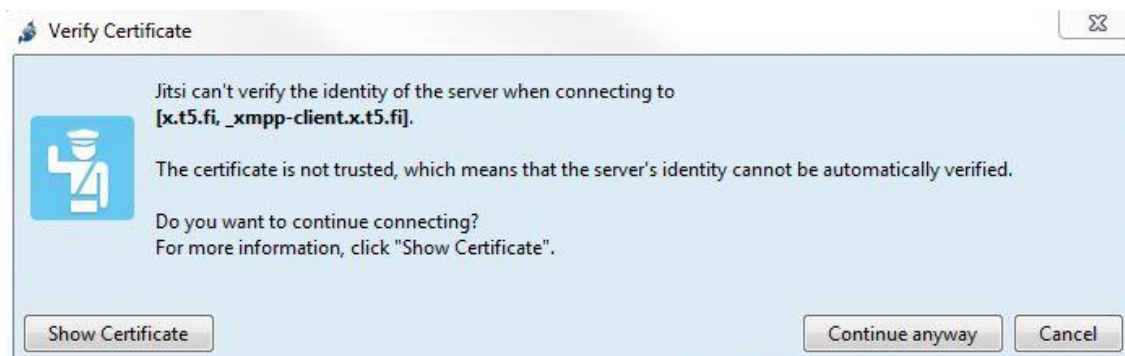 Verify Certificate
Jitsi can't verify the identity of the server when connecting to
[x.t5.fi, _xmpp-client.x.t5.fi].
The certificate is not trusted, which means that the server's identity cannot be automatically verified.
Do you want to continue connecting?
For more information, click "Show Certificate".
Show Certificate
Continue anyway
Cancel